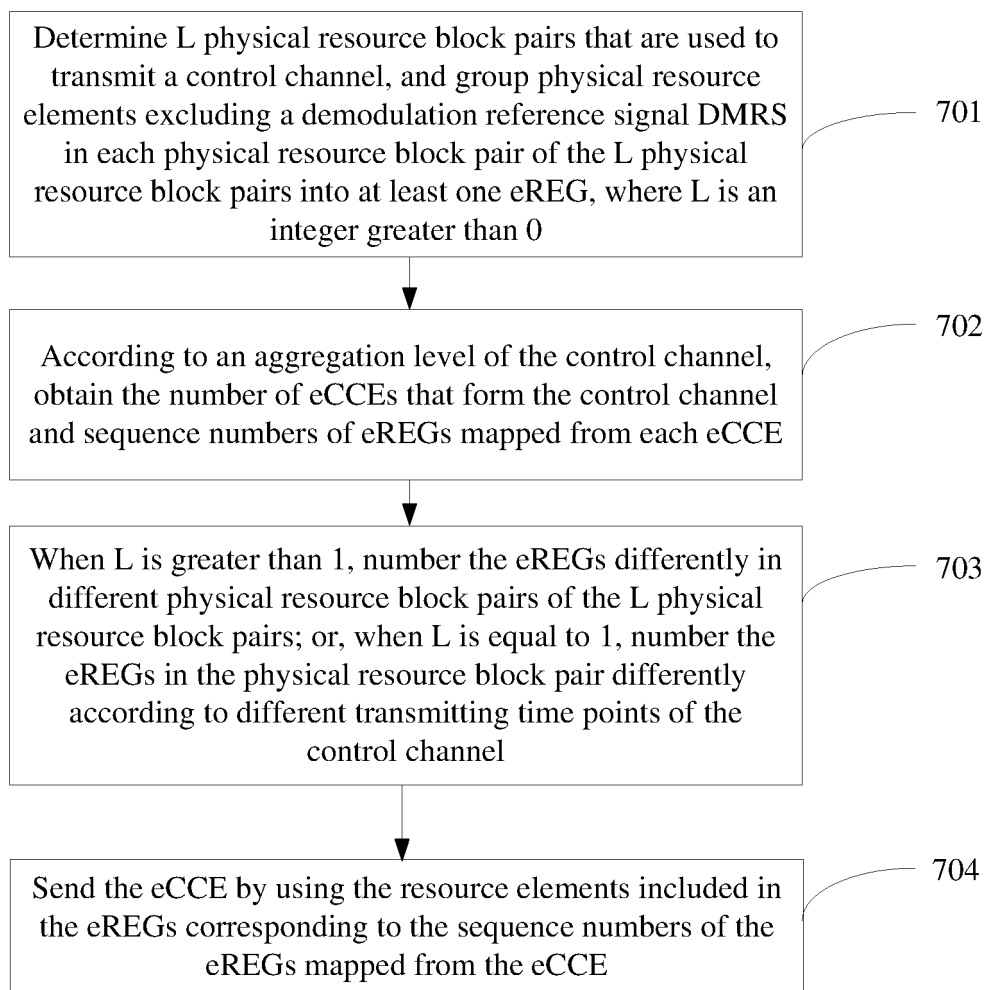 Determine L physical resource block pairs that are used to
transmit a control channel, and group physical resource
elements excluding a demodulation reference signal DMRS
in each physical resource block pair of the L physical
resource block pairs into at least one eREG, where L is an
integer greater than 0
701
According to an aggregation level of the control channel,
obtain the number of eCCEs that form the control channel
and sequence numbers of eREGs mapped from each eCCE
702
When L is greater than 1, number the eREGs differently in
different physical resource block pairs of the L physical
resource block pairs; or, when L is equal to 1, number the
eREGs in the physical resource block pair differently
according to different transmitting time points of the
control channel
703
Send the eCCE by using the resource elements included in
the eREGs corresponding to the sequence numbers of the
eREGs mapped from the eCCE
704